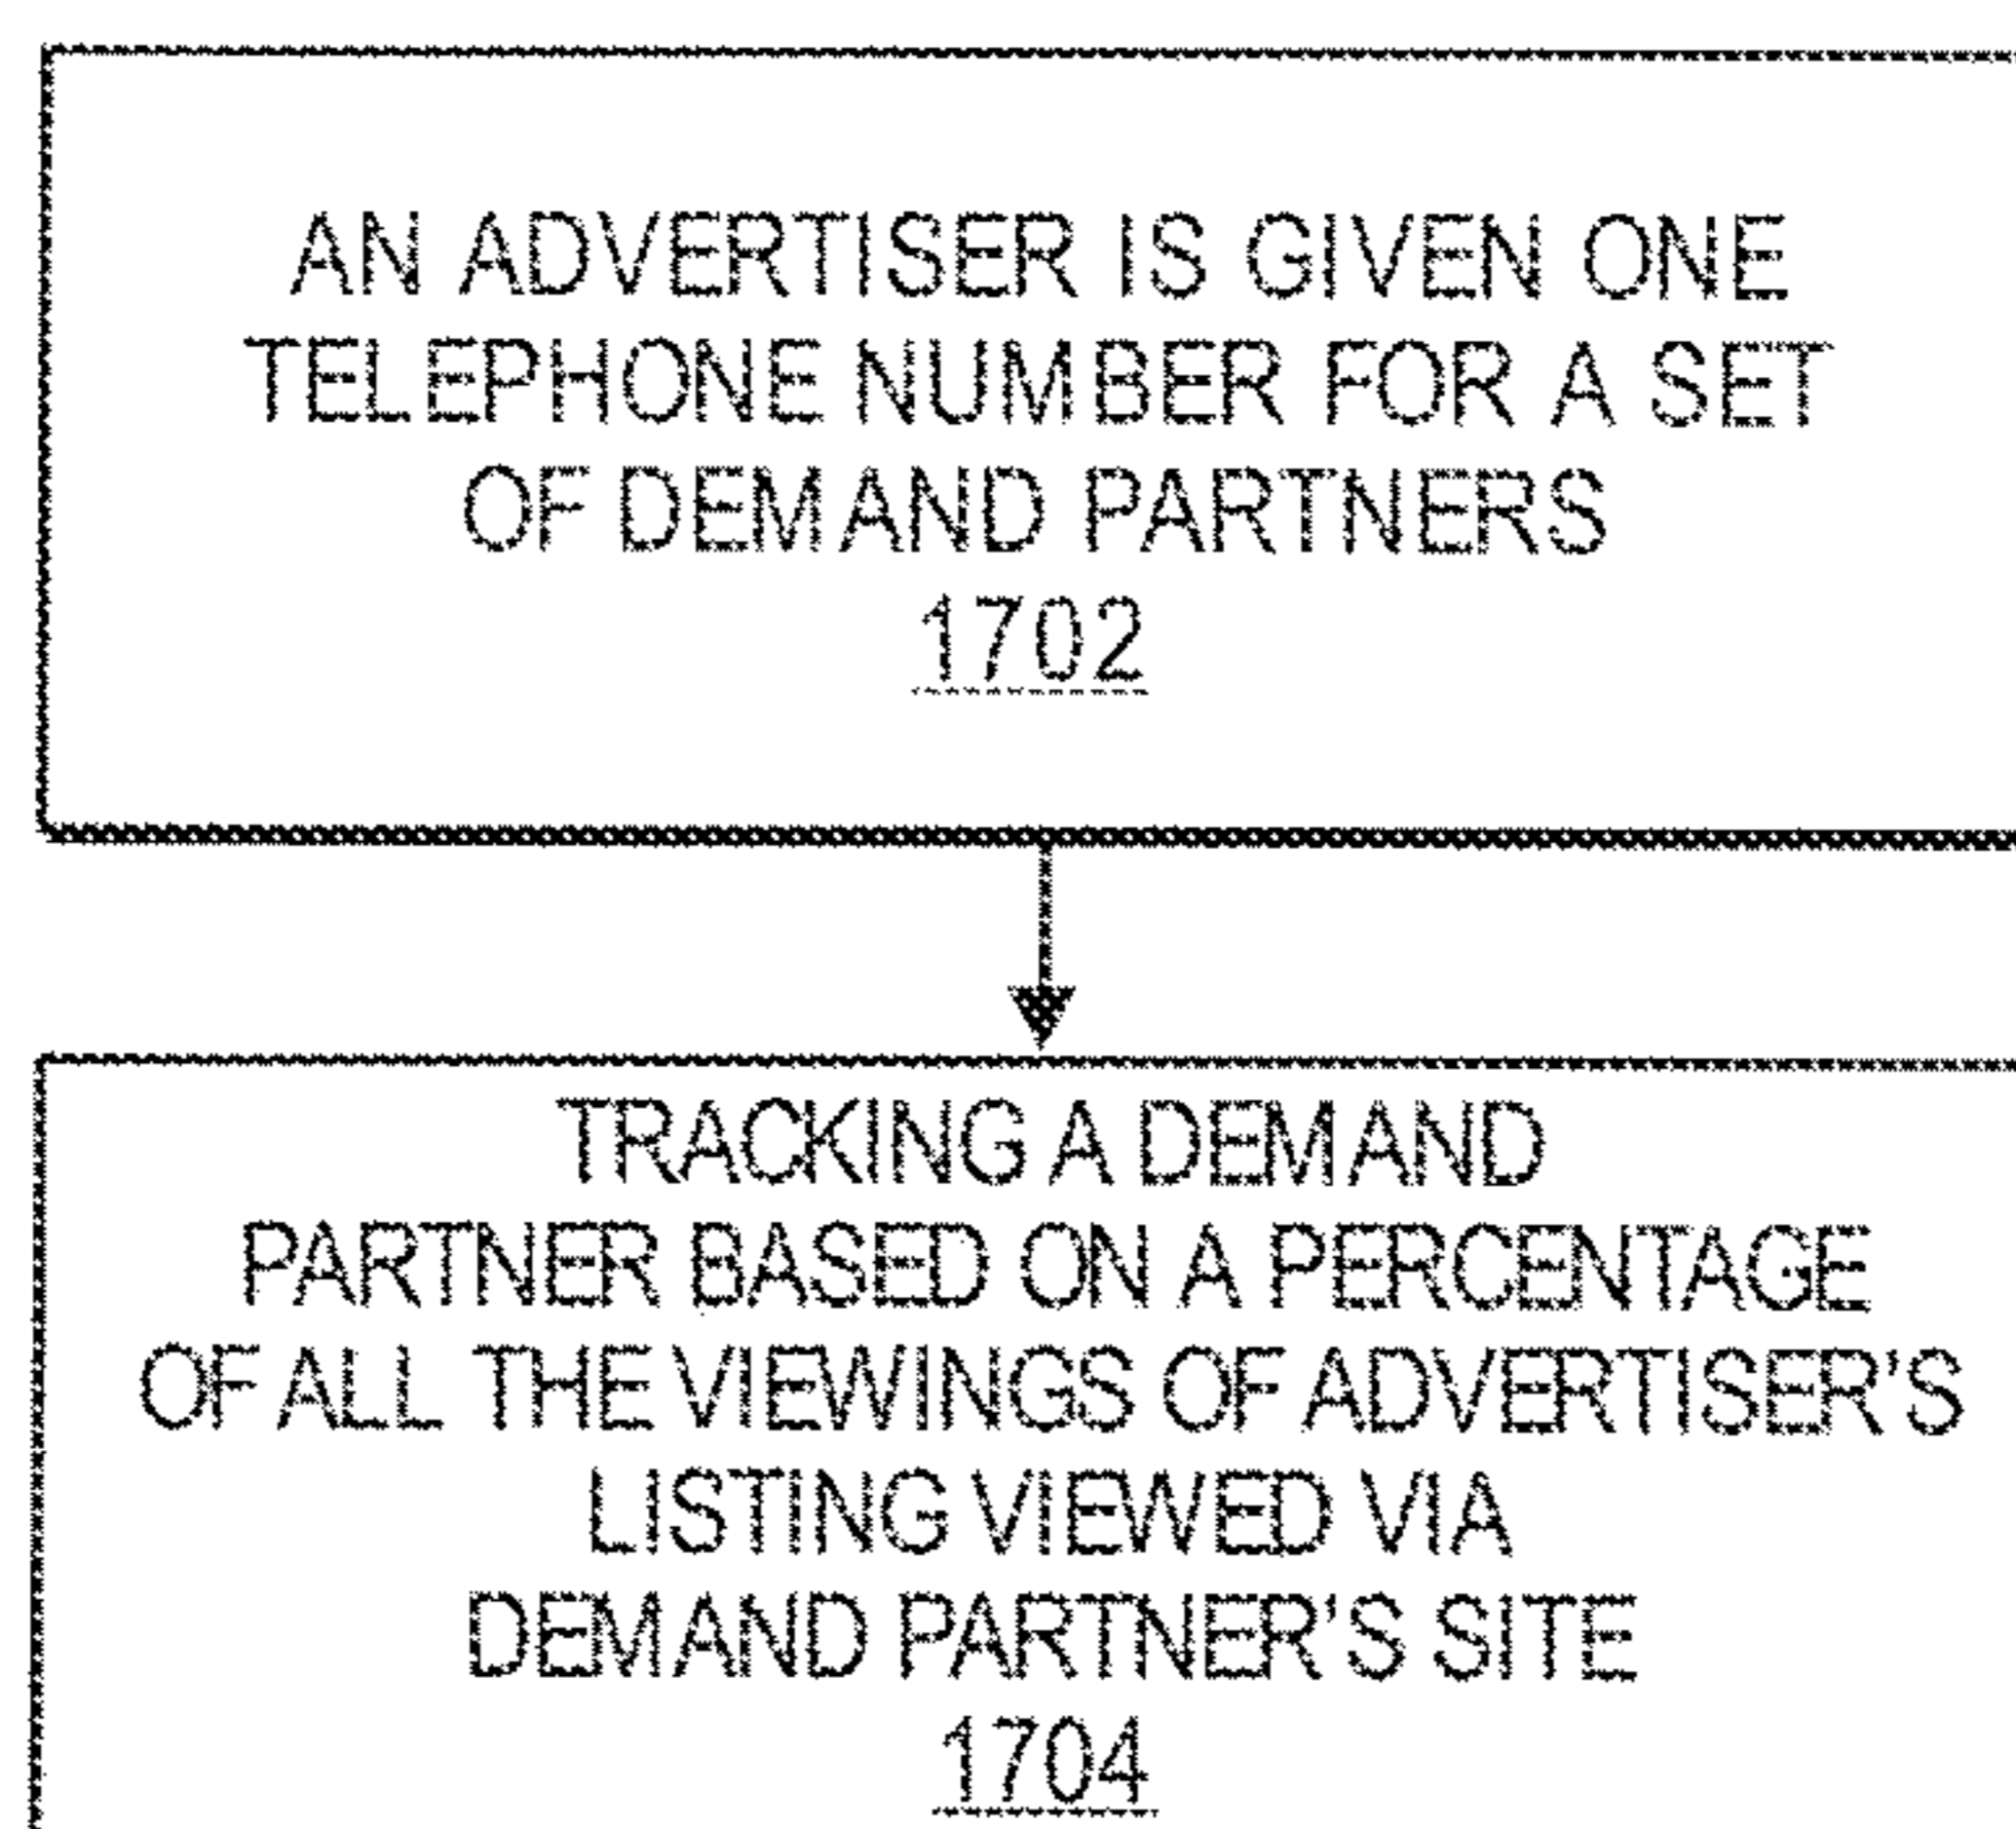 AN ADVERTISER IS GIVEN ONE
TELEPHONE NUMBER FOR A SET
OF DEMAND PARTNERS
1702
TRACKING A DEMAND
PARTNER BASED ON A PERCENTAGE
OF ALL THE VIEWINGS OF ADVERTISER'S
LISTING VIEWED VIA
DEMAND PARTNER'S SITE
1704